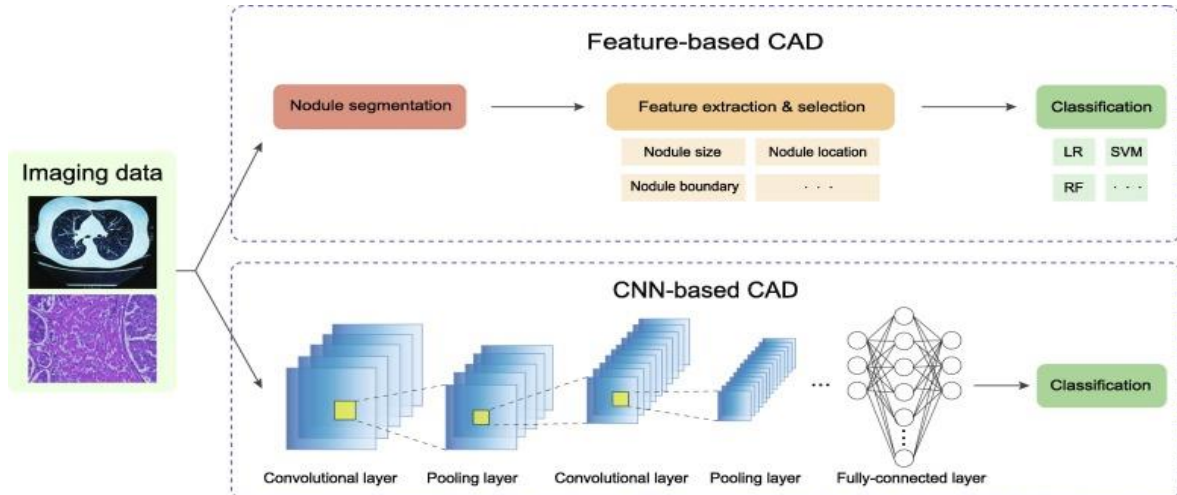 Feature-based CAD
Nodule segmentation
Feature extraction & selection
Classification
Nodule size
Nodule location
LR
SVM
Nodule boundary
. . .
RF
. . .
Imaging data
CNN-based CAD
...
Classification
Convolutional layer
Pooling layer
Convolutional layer
Pooling layer
Fully-connected layer